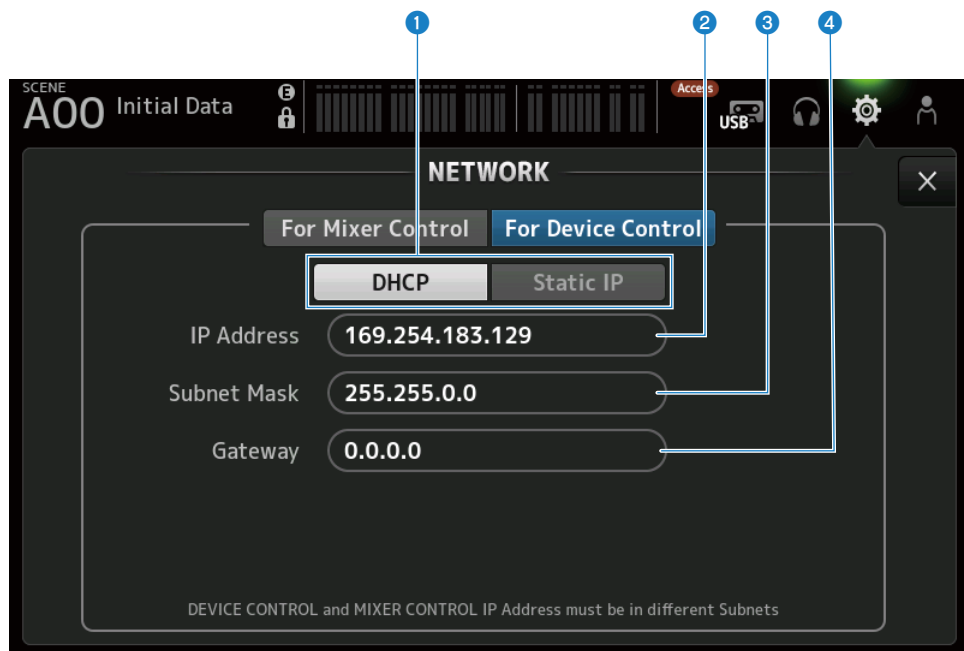 1 2 3 4
SCENE
A00 Initial Data E Access
USB
NETWORK
For Mixer Control For Device Control
DHCP Static IP
IP Address 169.254.183.129
Subnet Mask 255.255.0.0
Gateway 0.0.0.0
DEVICE CONTROL and MIXER CONTROL IP Address must be in different Subnets